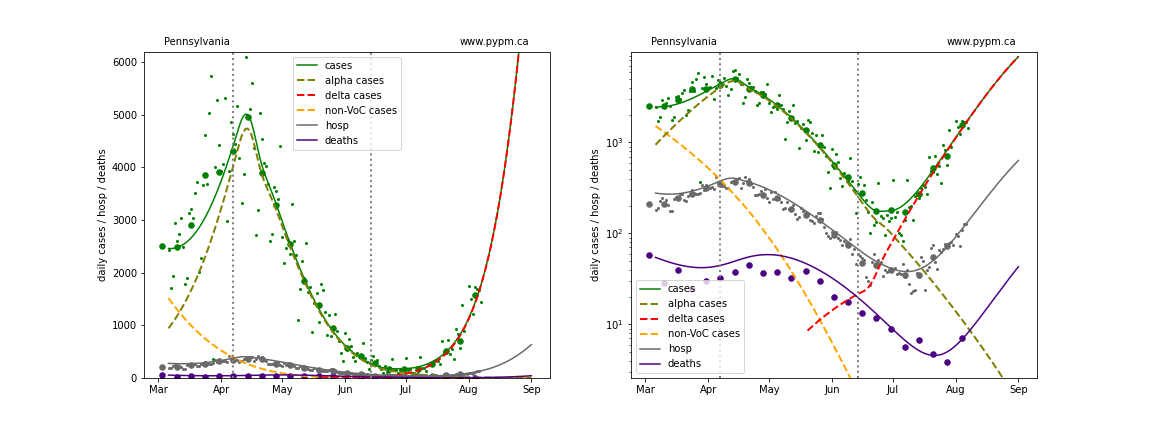 Pennsylvania www.pypm.ca
daily cases / hosp / deaths
6000
5000
4000
3000
2000
1000
0
cases
alpha cases
delta cases
non-VoC cases
hosp
deaths
Mar Apr May Jun Jul Aug Sep
Pennsylvania www.pypm.ca
daily cases / hosp / deaths
10³
10²
10¹
cases
alpha cases
delta cases
non-VoC cases
hosp
deaths
Mar Apr May Jun Jul Aug Sep